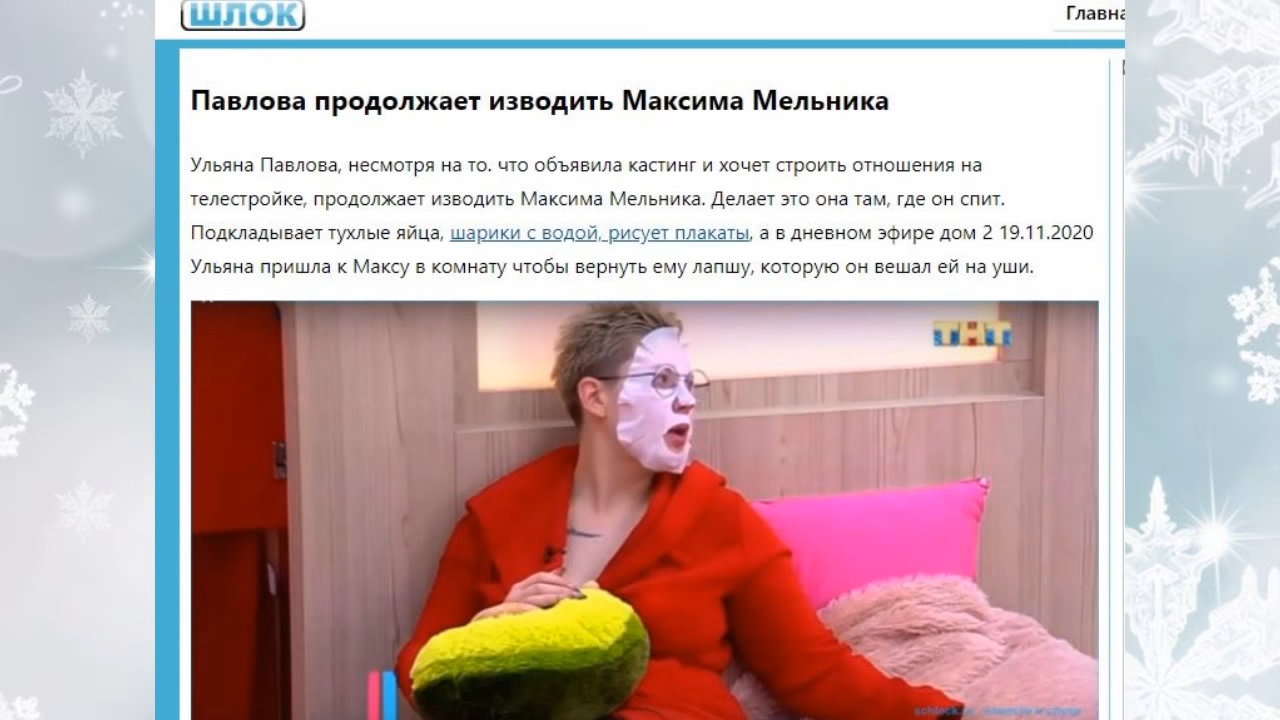 ШЛОК
Главна
Павлова продолжает изводить Максима Мельника
Ульяна Павлова, несмотря на то. что объявила кастинг и хочет строить отношения на
телестройке, продолжает изводить Максима Мельника. Делает это она там, где он спит.
Подкладывает тухлые яйца, шарики с водой, рисует плакаты, а в дневном эфире дом 2 19.11.2020
Ульяна пришла к Максу в комнату чтобы вернуть ему лапшу, которую он вешал ей на уши.
ТНТ